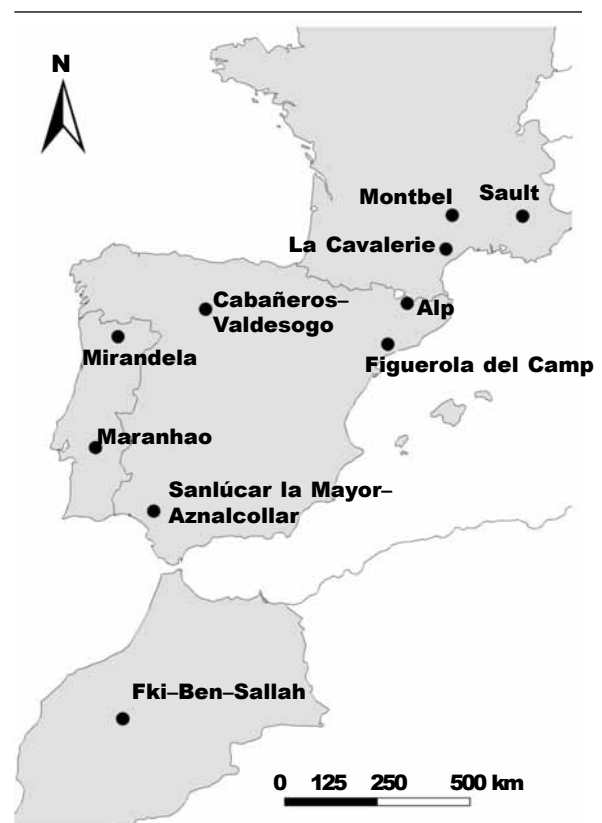 N
Montbel
Sault
La Cavalerie
Cabañeros–
Valdesogo
Alp
Mirandela
Figuerola del Camp
Maranhao
Sanlúcar la Mayor–
Aznalcollar
Fki–Ben–Sallah
0 125 250 500 km